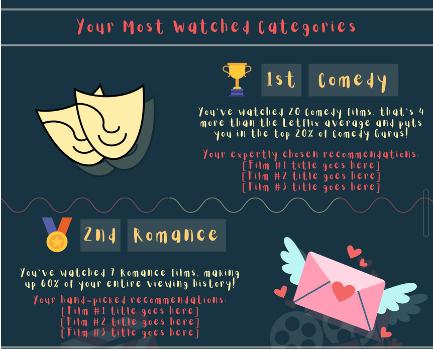 Your Most Watched Categories
1st Comedy
You've watched 20 Comedy films, that's 4
more than the Letflix average and puts
you in the top 20% of Comedy Gurus!
Your expertly chosen recommendations:
[Film #1 title goes here]
[Film #2 title goes here]
[Film #3 title goes here]
2nd Romance
You've watched 7 Romance films, making
up 60% of your entire viewing history!
Your hand-picked recommendations:
[Film #1 title goes here]
[Film #2 title goes here]
[Film #3 title goes here]